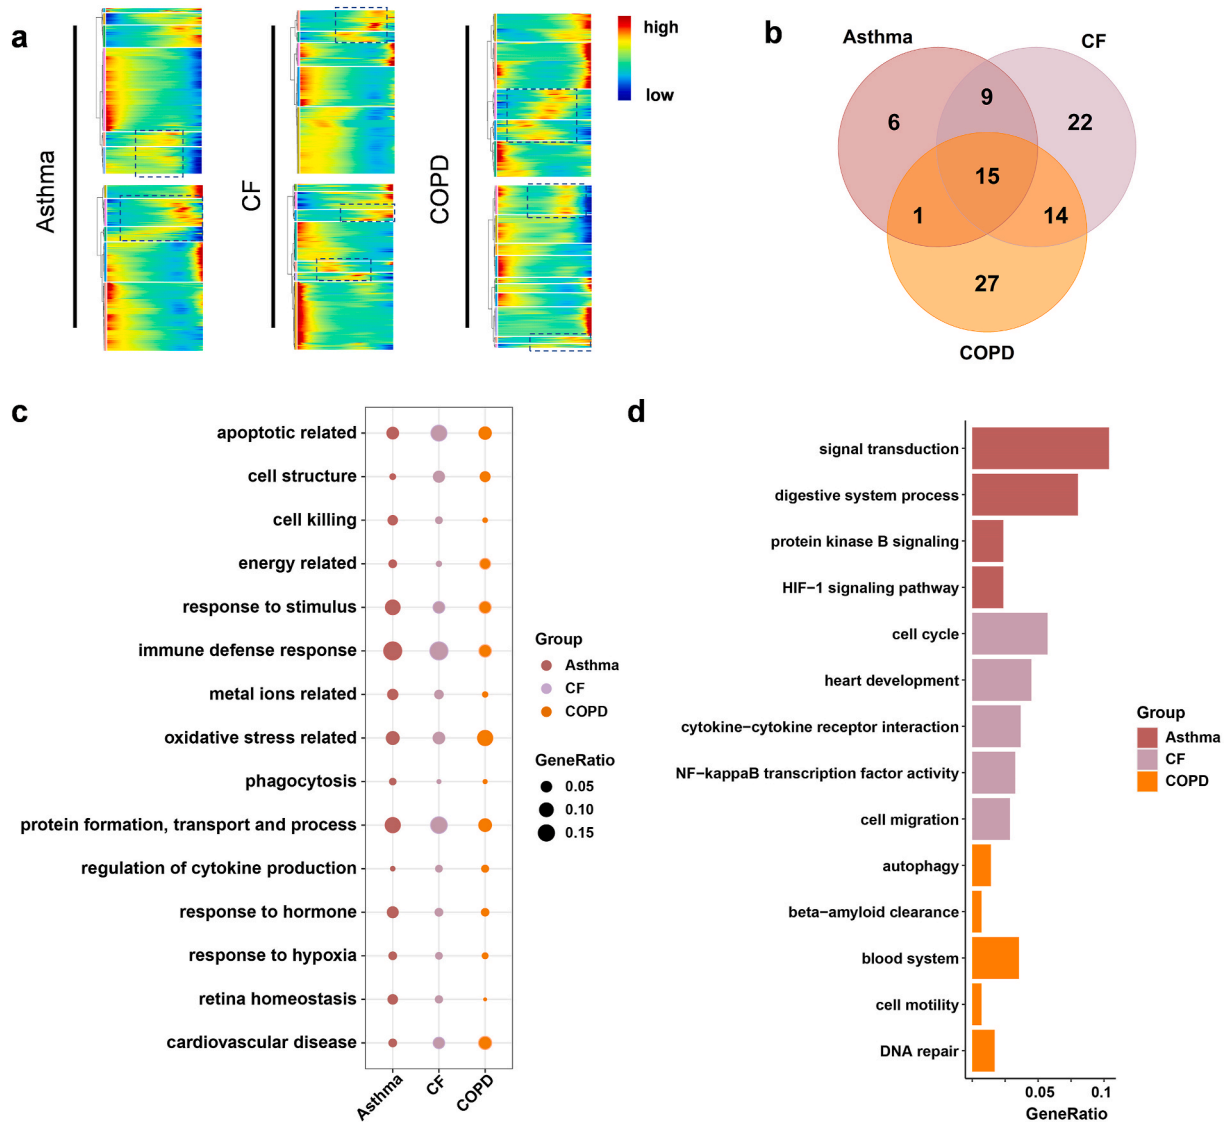 a
Asthma
CF
COPD
high
low
b
Asthma
CF
9
6
22
15
1
14
27
COPD
c
apoptotic related
cell structure
cell killing
energy related
response to stimulus
immune defense response
metal ions related
oxidative stress related
phagocytosis
protein formation, transport and process
regulation of cytokine production
response to hormone
response to hypoxia
retina homeostasis
cardiovascular disease
Asthma
CF
COPD
Group
Asthma
CF
COPD
GeneRatio
0.05
0.10
0.15
d
signal transduction
digestive system process
protein kinase B signaling
HIF−1 signaling pathway
cell cycle
heart development
cytokine−cytokine receptor interaction
NF−kappaB transcription factor activity
cell migration
autophagy
beta−amyloid clearance
blood system
cell motility
DNA repair
0.05 0.1
GeneRatio
Group
Asthma
CF
COPD